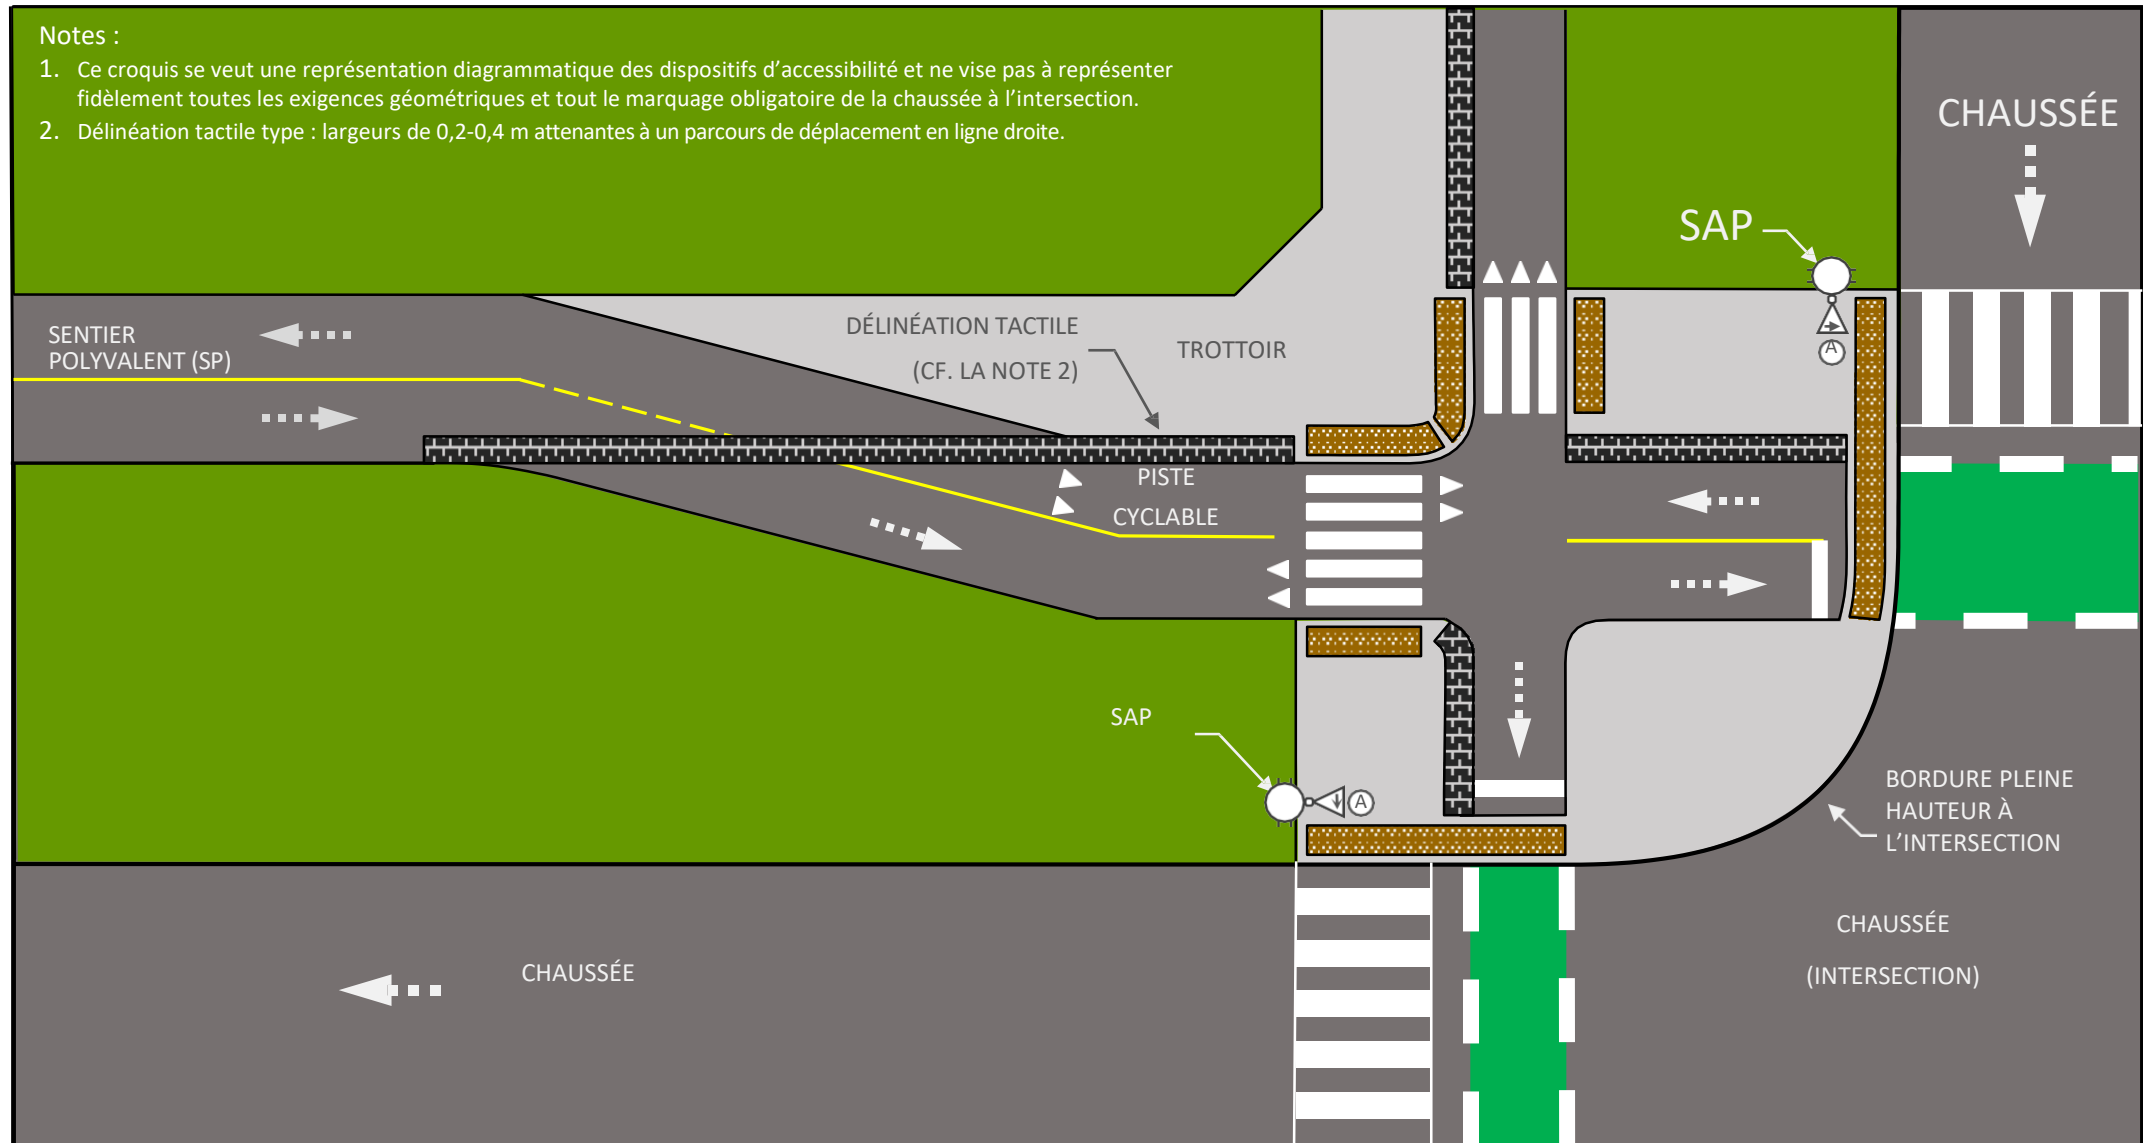 Notes :
1. Ce croquis se veut une représentation diagrammatique des dispositifs d’accessibilité et ne vise pas à représenter
fidèlement toutes les exigences géométriques et tout le marquage obligatoire de la chaussée à l’intersection.
2. Délinéation tactile type : largeurs de 0,2-0,4 m attenantes à un parcours de déplacement en ligne droite.
CHAUSSÉE
SAP
SENTIER
POLYVALENT (SP)
DÉLINÉATION TACTILE
(CF. LA NOTE 2)
TROTTOIR
A
PISTE
CYCLABLE
SAP
A
BORDURE PLEINE
HAUTEUR À
L’INTERSECTION
CHAUSSÉE
(INTERSECTION)
CHAUSSÉE